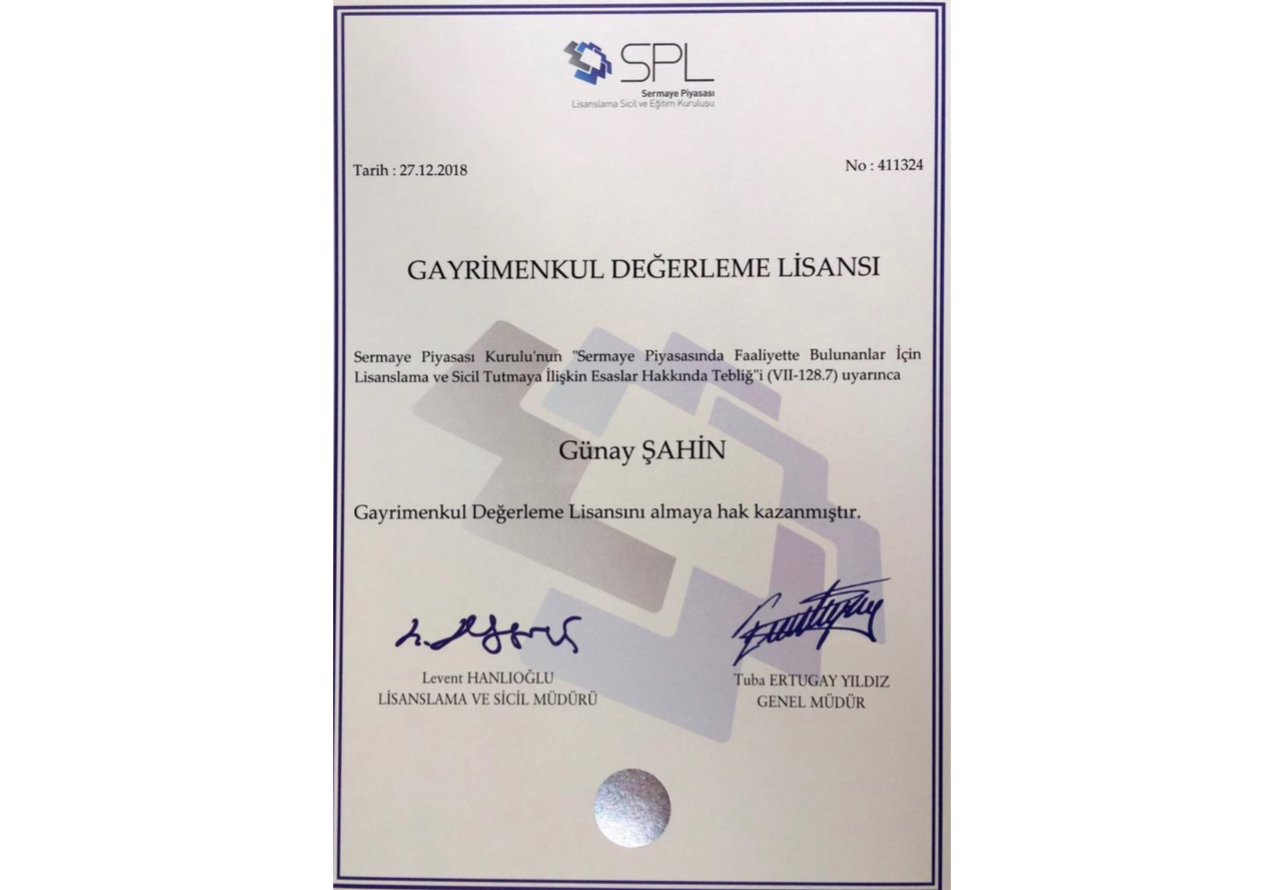 SPL
Sermaye Piyasası
Lisanslama Sicil ve Eğitim Kuruluşu
Tarih : 27.12.2018
No : 411324
GAYRİMENKUL DEĞERLEME LİSANSI
Sermaye Piyasası Kurulu'nun "Sermaye Piyasasında Faaliyette Bulunanlar İçin
Lisanslama ve Sicil Tutmaya İlişkin Esaslar Hakkında Tebliğ"i (VII-128.7) uyarınca
Günay ŞAHİN
Gayrimenkul Değerleme Lisansını almaya hak kazanmıştır.
Levent HANLIOĞLU
LİSANSLAMA VE SİCİL MÜDÜRÜ
Tuba ERTUGAY YILDIZ
GENEL MÜDÜR